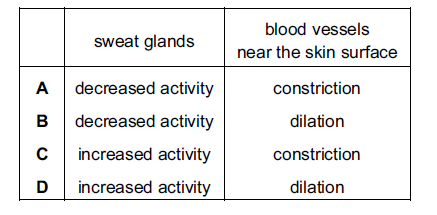 sweat glands
blood vessels
near the skin surface
A decreased activity constriction
B decreased activity dilation
C increased activity constriction
D increased activity dilation